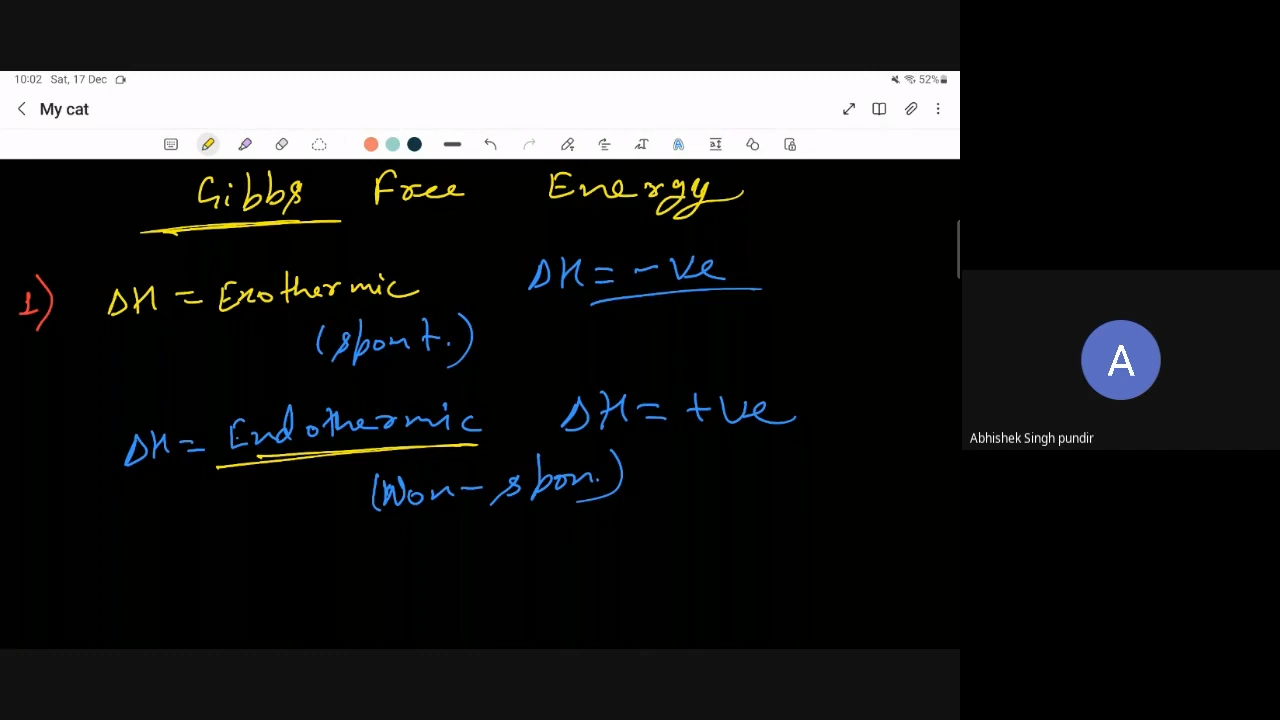 10:02 Sat, 17 Dec
52%
My cat
Gibbs Free Energy
1) ΔH = Exothermic ΔH = -ve
(spont.)
ΔH = Endothermic ΔH = +ve
(Non-spon.)
A
Abhishek Singh pundir